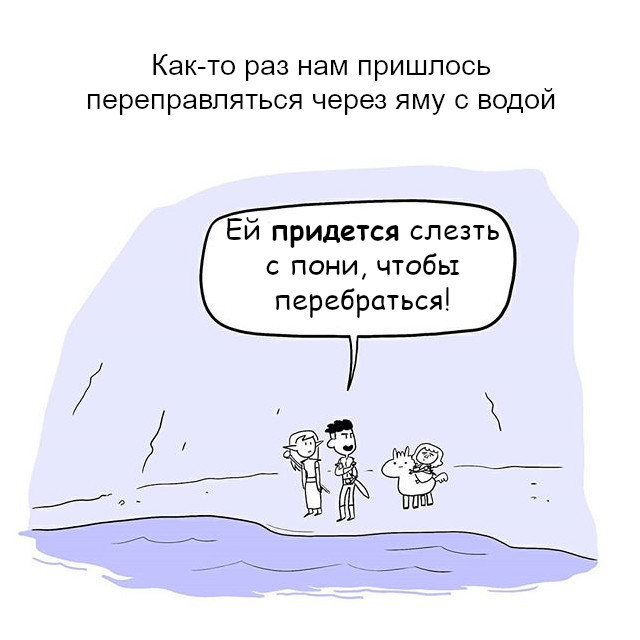 Как-то раз нам пришлось
переправляться через яму с водой
Ей придется слезть
с пони, чтобы
перебраться!